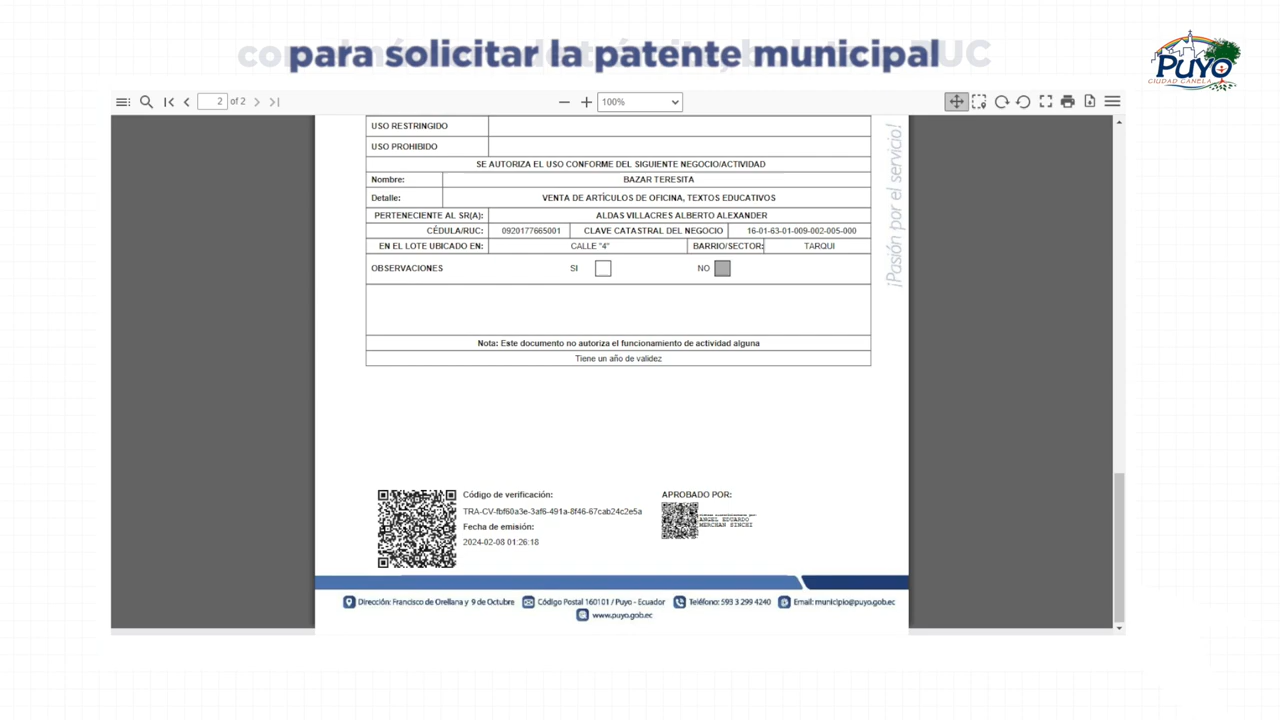 para solicitar la patente municipal
PUYO
CIUDAD CANELA
2 of 2
100%
USO RESTRINGIDO
USO PROHIBIDO
SE AUTORIZA EL USO CONFORME DEL SIGUIENTE NEGOCIO/ACTIVIDAD
Nombre: BAZAR TERESITA
Detalle: VENTA DE ARTÍCULOS DE OFICINA, TEXTOS EDUCATIVOS
PERTENECIENTE AL SR(A): ALDAS VILLACRES ALBERTO ALEXANDER
CÉDULA/RUC: 0920177665001 CLAVE CATASTRAL DEL NEGOCIO 16-01-63-01-009-002-005-000
EN EL LOTE UBICADO EN: CALLE "4" BARRIO/SECTOR: TARQUI
OBSERVACIONES SI NO
Nota: Este documento no autoriza el funcionamiento de actividad alguna
Tiene un año de validez
¡Pasión por el servicio!
Código de verificación:
TRA-CV-fbf60a3e-3af6-491a-8f46-67cab24c2e5a
Fecha de emisión:
2024-02-08 01:26:18
APROBADO POR:
ANGEL EDUARDO
MERCHAN SINCHI
Dirección: Francisco de Orellana y 9 de Octubre Código Postal 160101 / Puyo - Ecuador Teléfono: 593 3 299 4240 Email: municipio@puyo.gob.ec
www.puyo.gob.ec